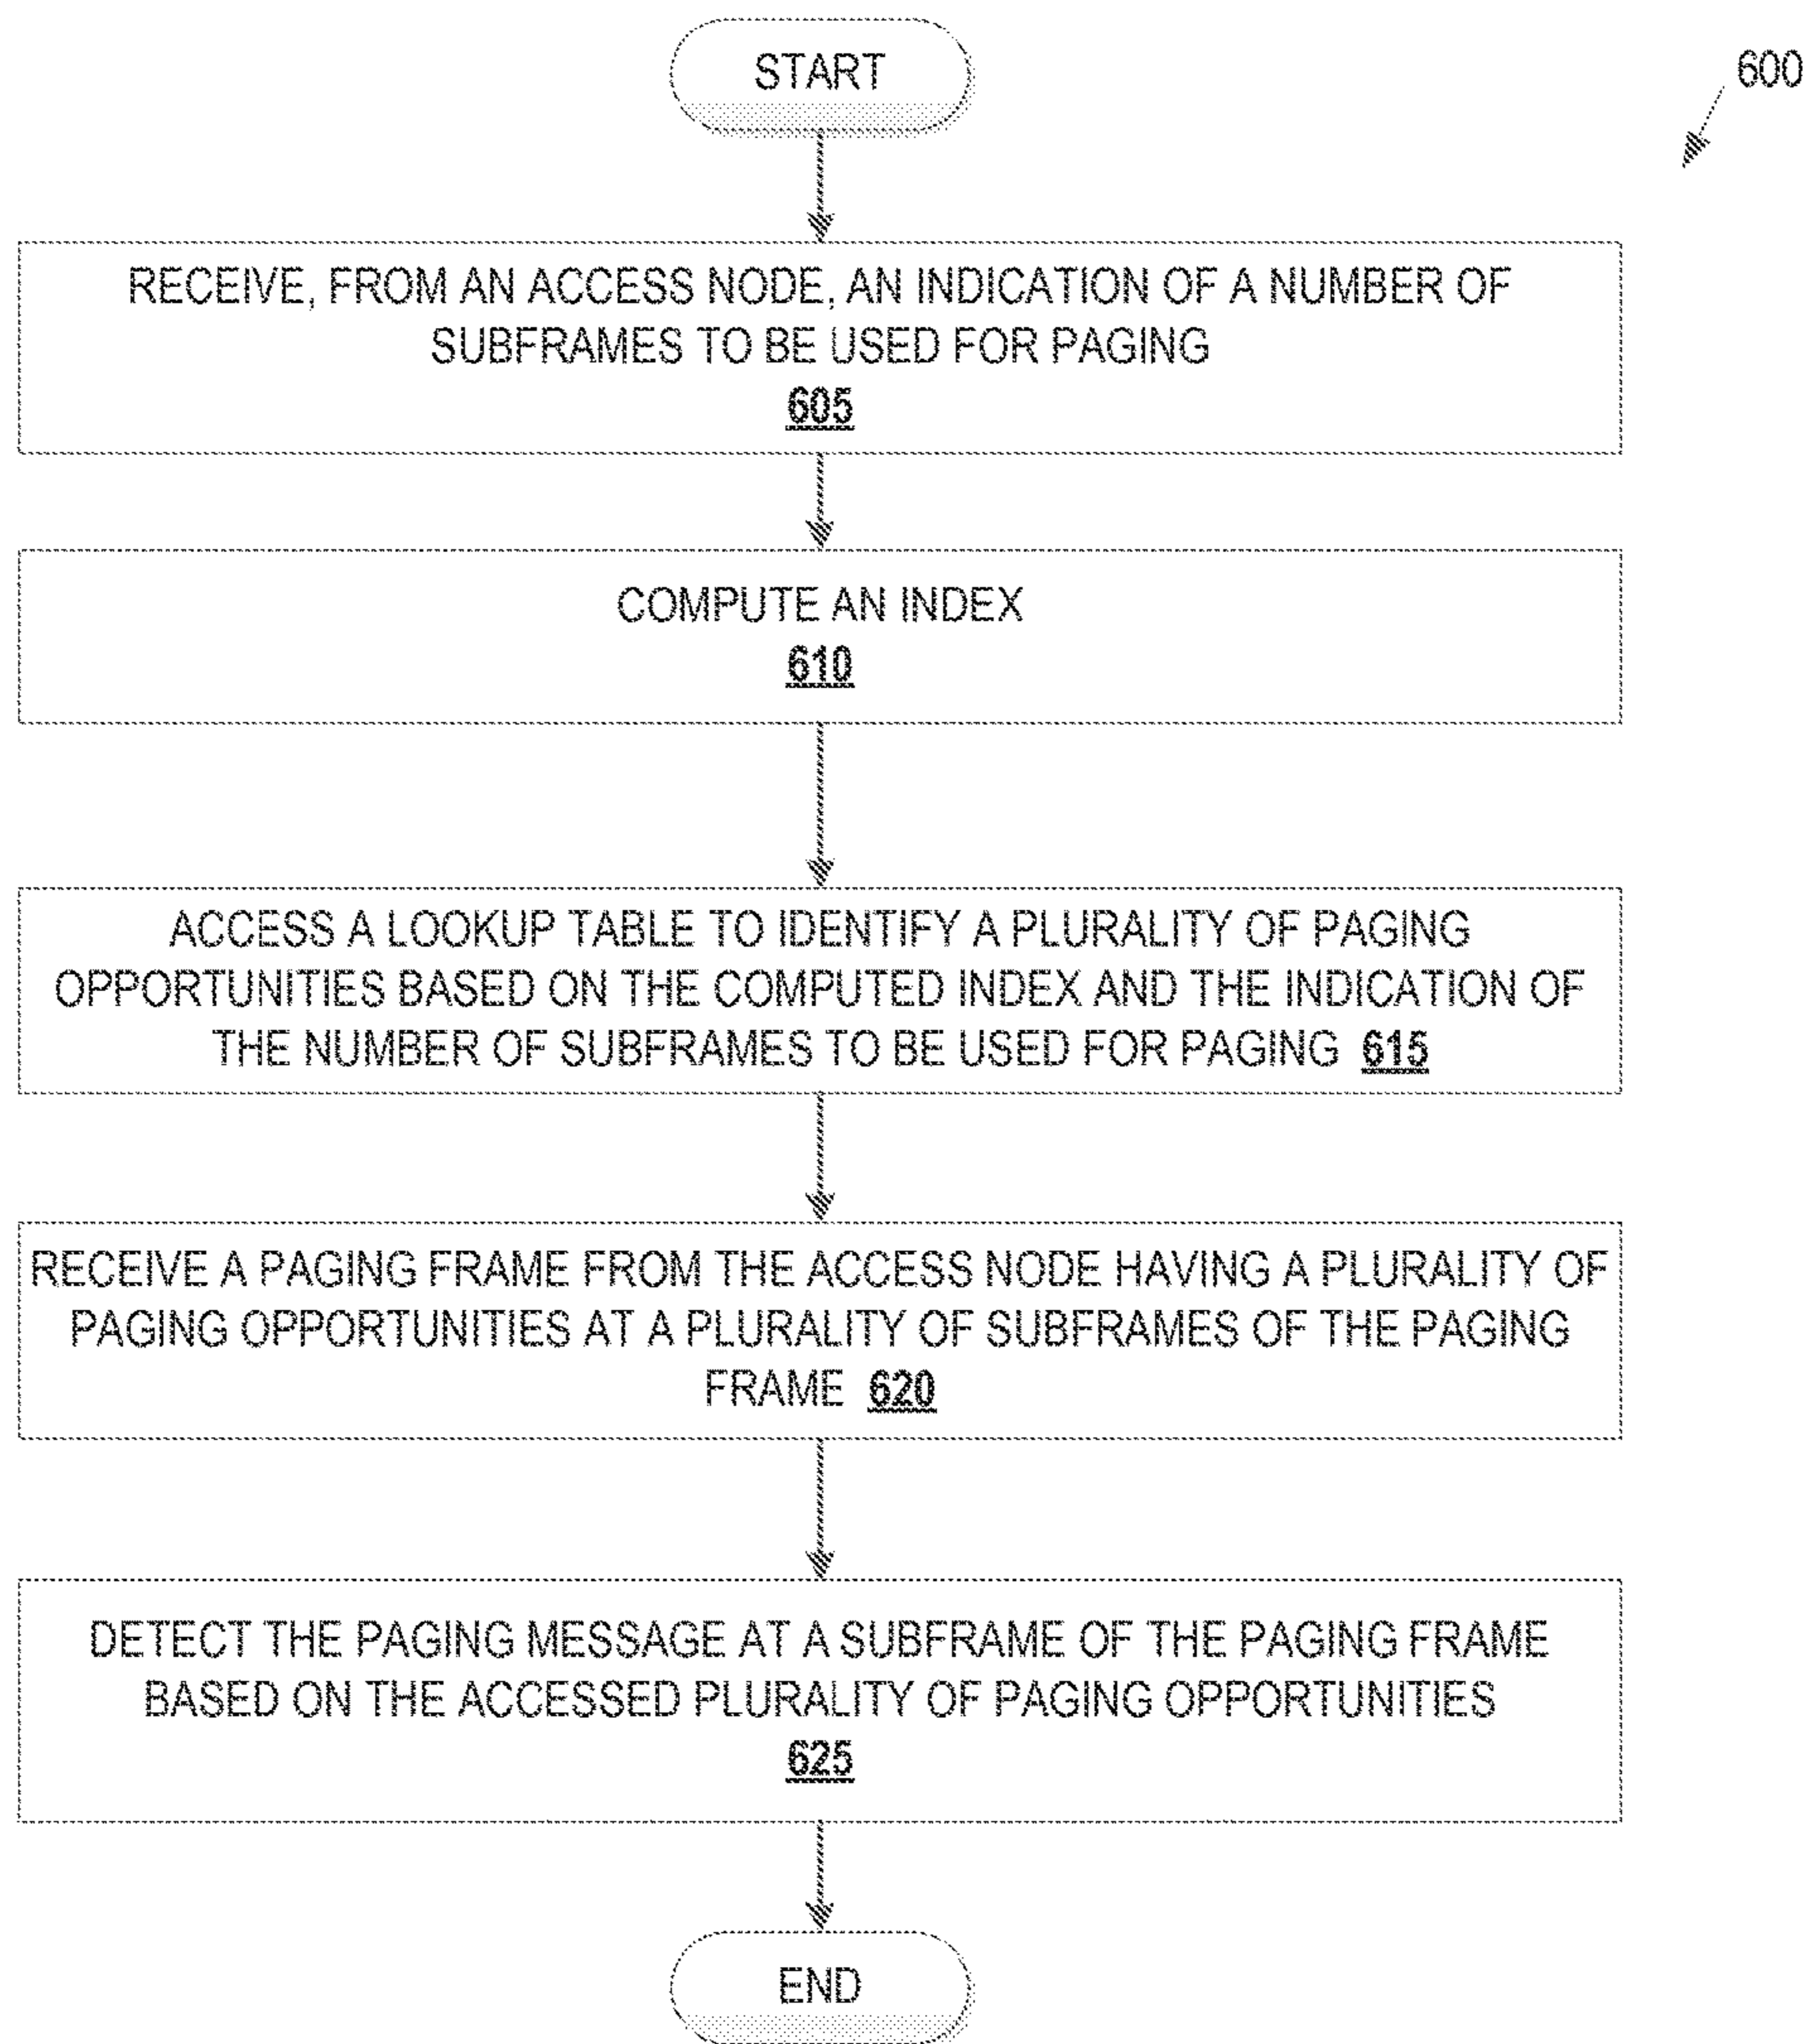 START
600
RECEIVE, FROM AN ACCESS NODE, AN INDICATION OF A NUMBER OF
SUBFRAMES TO BE USED FOR PAGING
605
COMPUTE AN INDEX
610
ACCESS A LOOKUP TABLE TO IDENTIFY A PLURALITY OF PAGING
OPPORTUNITIES BASED ON THE COMPUTED INDEX AND THE INDICATION OF
THE NUMBER OF SUBFRAMES TO BE USED FOR PAGING 615
RECEIVE A PAGING FRAME FROM THE ACCESS NODE HAVING A PLURALITY OF
PAGING OPPORTUNITIES AT A PLURALITY OF SUBFRAMES OF THE PAGING
FRAME 620
DETECT THE PAGING MESSAGE AT A SUBFRAME OF THE PAGING FRAME
BASED ON THE ACCESSED PLURALITY OF PAGING OPPORTUNITIES
625
END